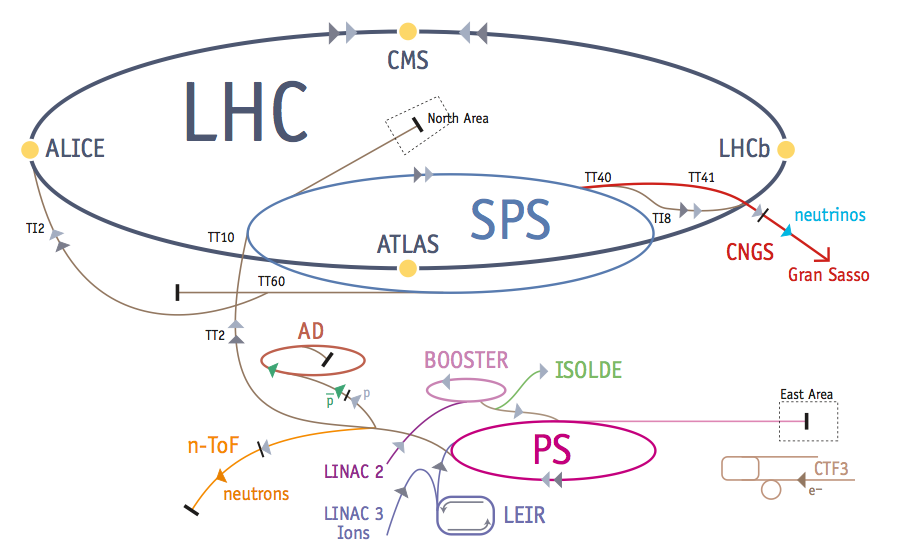 CMS
LHC
North Area
ALICE
LHCb
TT40
TT41
SPS
TI8
neutrinos
TI2
TT10
ATLAS
CNGS
Gran Sasso
TT60
TT2
AD
BOOSTER
ISOLDE
p̅
p
East Area
n-ToF
PS
LINAC 2
CTF3
neutrons
e–
LINAC 3
Ions
LEIR